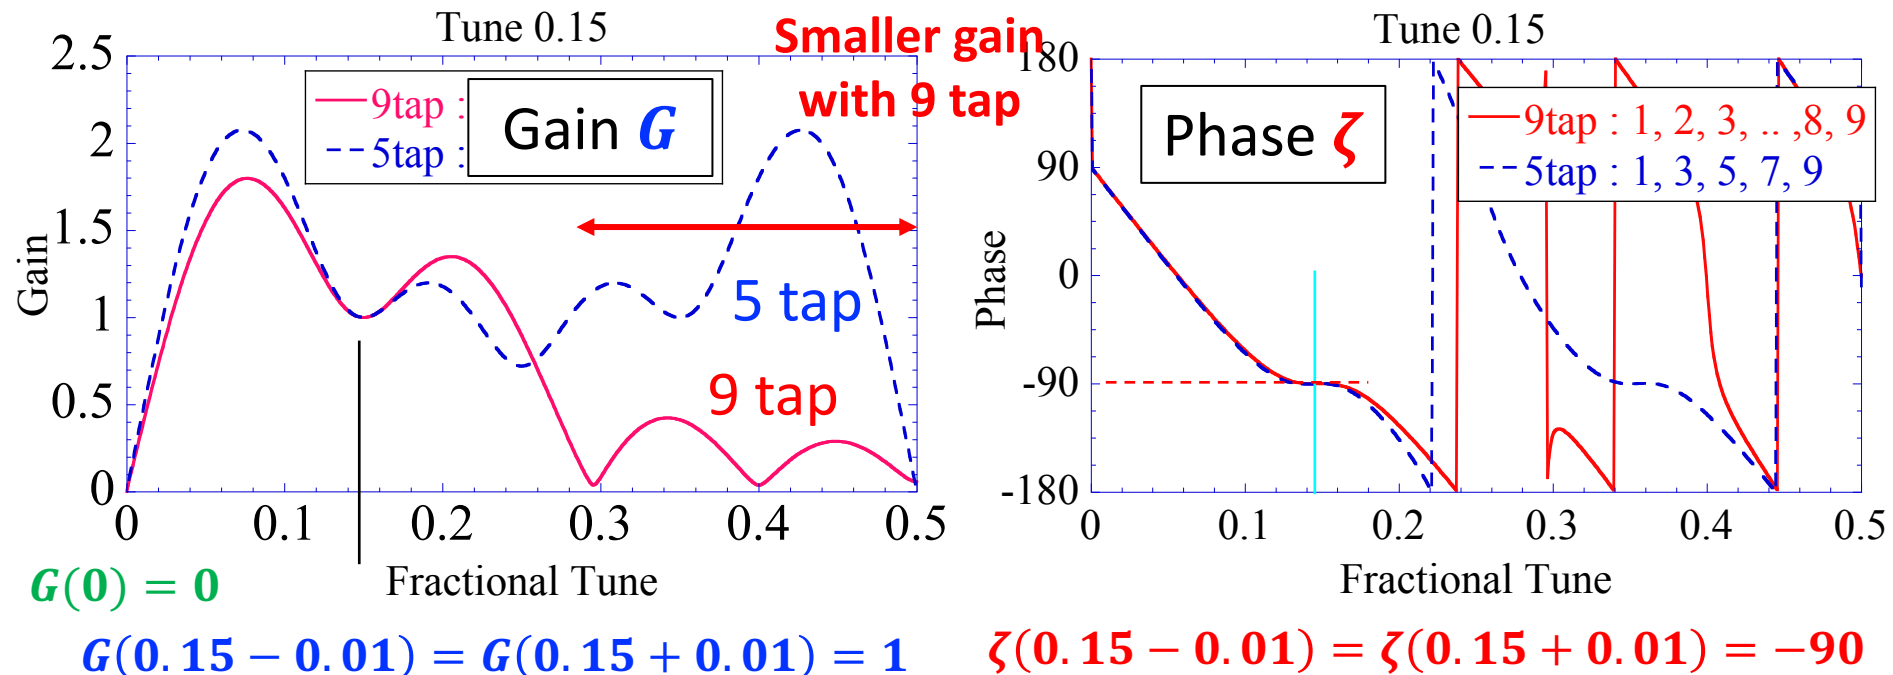 Tune 0.15
Smaller gain
with 9 tap
2.5
2
1.5
1
0.5
0
Gain
9tap :
5tap :
Gain G
5 tap
9 tap
0 0.1 0.2 0.3 0.4 0.5
Fractional Tune
G(0) = 0
G(0.15 − 0.01) = G(0.15 + 0.01) = 1
Tune 0.15
180
90
0
-90
-180
Phase
Phase ζ
9tap : 1, 2, 3, .. ,8, 9
5tap : 1, 3, 5, 7, 9
0 0.1 0.2 0.3 0.4 0.5
Fractional Tune
ζ(0.15 − 0.01) = ζ(0.15 + 0.01) = −90